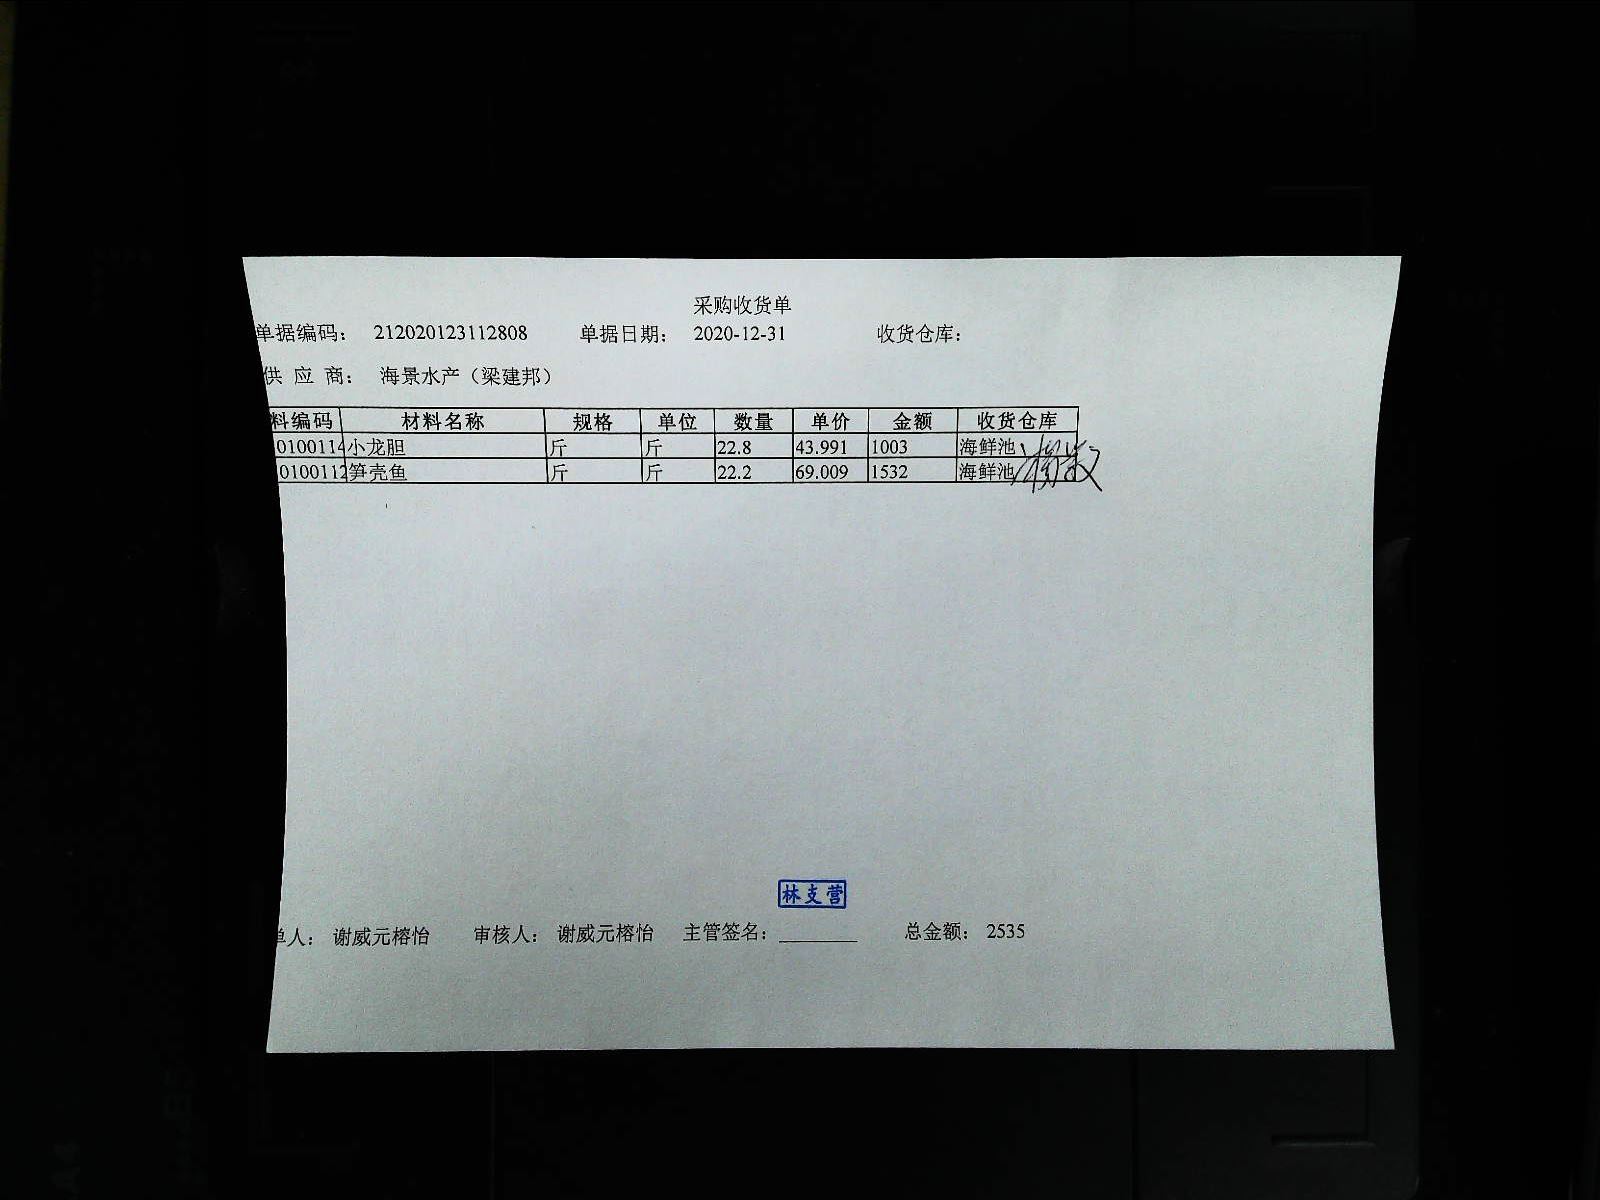 采购收货单
单据编码： 212020123112808 单据日期： 2020-12-31 收货仓库：
供 应 商： 海景水产（梁建邦）
料编码 材料名称 规格 单位 数量 单价 金额 收货仓库
0100114 小龙胆 斤 斤 22.8 43.991 1003 海鲜池
0100112 笋壳鱼 斤 斤 22.2 69.009 1532 海鲜池
林支营
单人： 谢威元榕怡 审核人： 谢威元榕怡 主管签名： 总金额： 2535